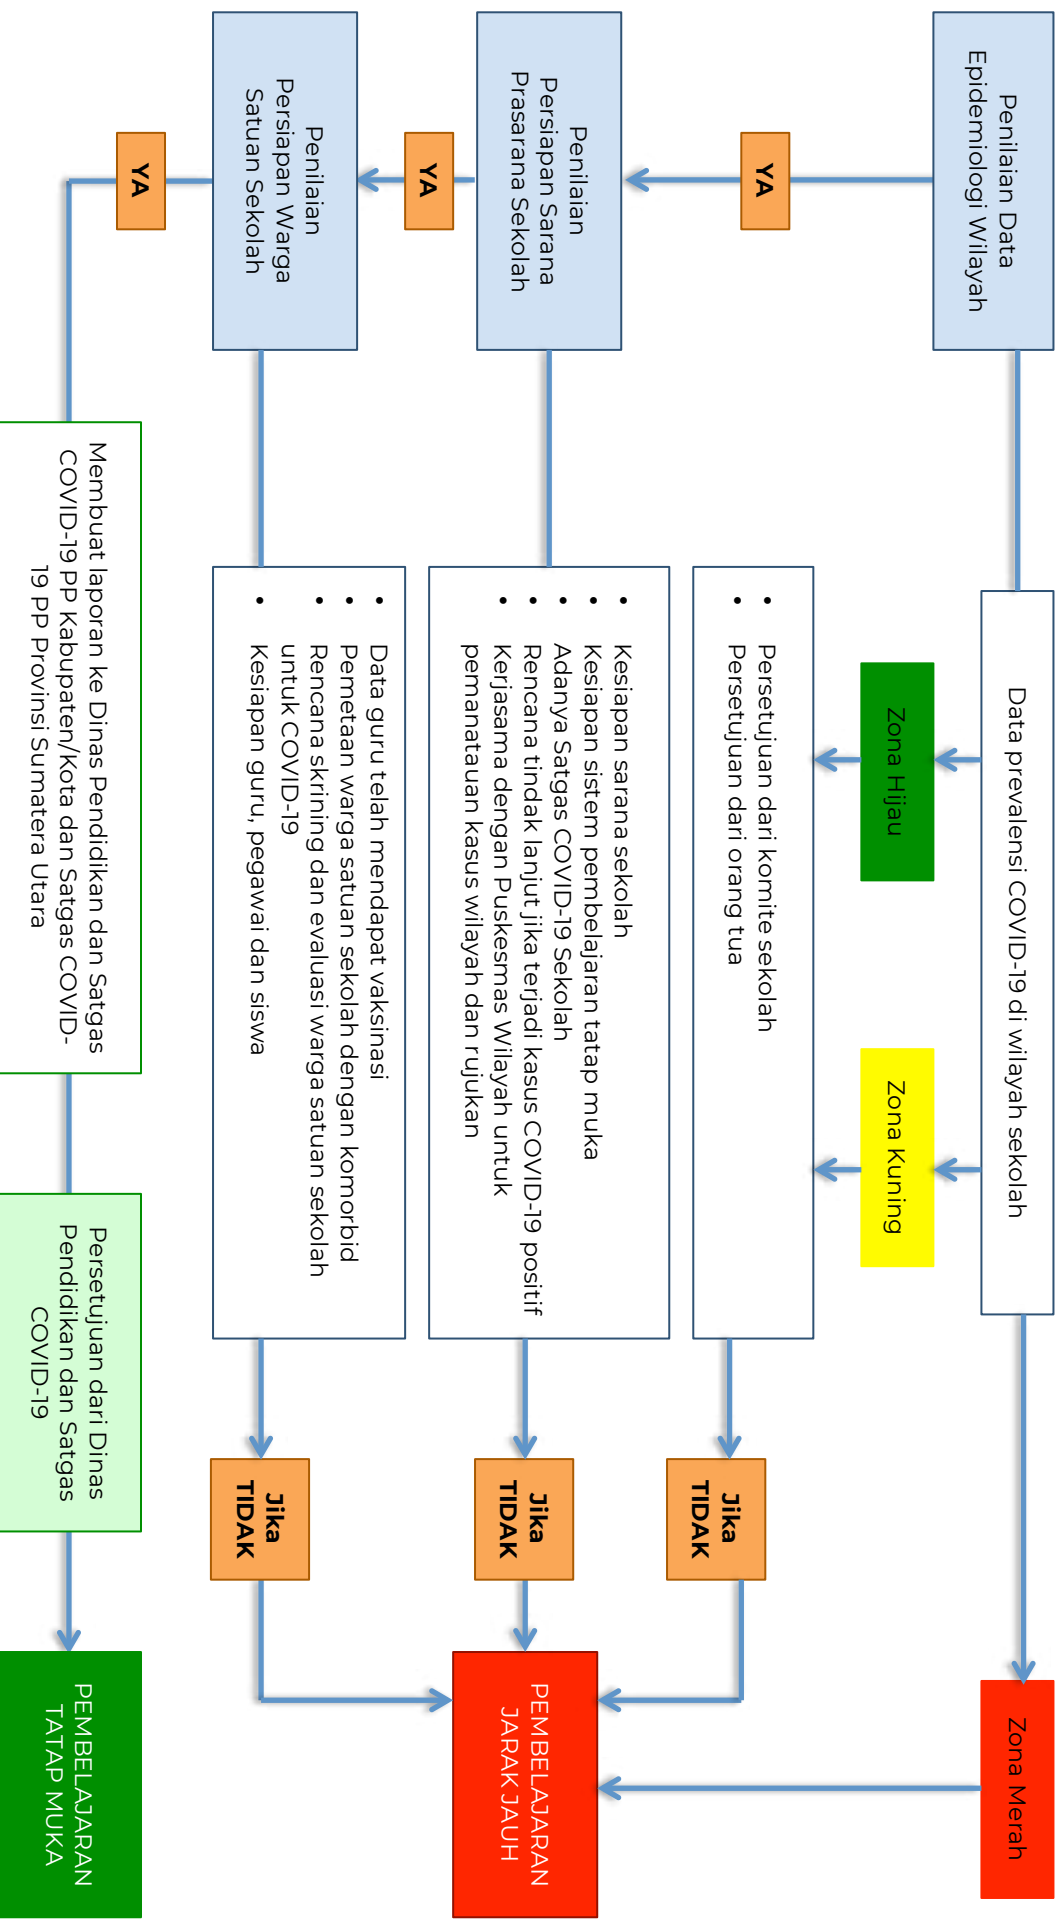 Penilaian Data
Epidemiologi Wilayah
Data prevalensi COVID-19 di wilayah sekolah
Zona Merah
Zona Hijau
Zona Kuning
YA
• Persetujuan dari komite sekolah
• Persetujuan dari orang tua
Jika
TIDAK
Penilaian
Persiapan Sarana
Prasarana Sekolah
• Kesiapan sarana sekolah
• Kesiapan sistem pembelajaran tatap muka
• Adanya Satgas COVID-19 Sekolah
• Rencana tindak lanjut jika terjadi kasus COVID-19 positif
• Kerjasama dengan Puskesmas Wilayah untuk
pemanatauan kasus wilayah dan rujukan
Jika
TIDAK
PEMBELAJARAN
JARAK JAUH
YA
Penilaian
Persiapan Warga
Satuan Sekolah
• Data guru telah mendapat vaksinasi
• Pemetaan warga satuan sekolah dengan komorbid
• Rencana skrining dan evaluasi warga satuan sekolah
untuk COVID-19
• Kesiapan guru, pegawai dan siswa
Jika
TIDAK
YA
Membuat laporan ke Dinas Pendidikan dan Satgas
COVID-19 PP Kabupaten/Kota dan Satgas COVID-
19 PP Provinsi Sumatera Utara
Persetujuan dari Dinas
Pendidikan dan Satgas
COVID-19
PEMBELAJARAN
TATAP MUKA